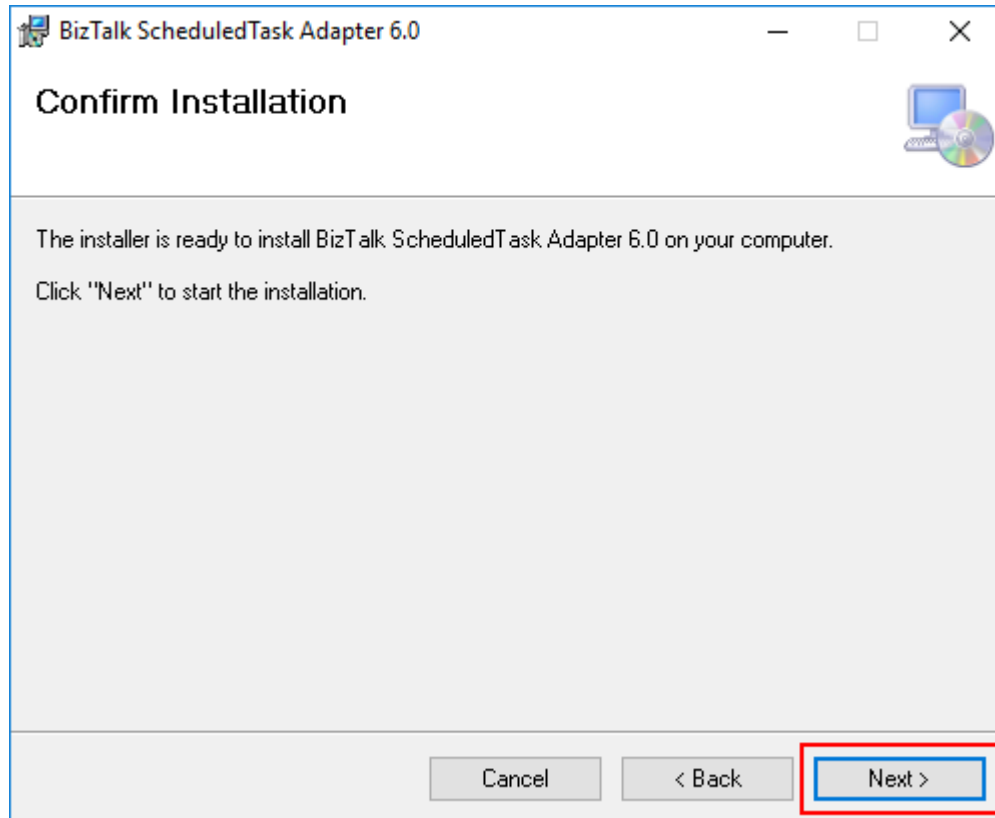 BizTalk ScheduledTask Adapter 6.0
Confirm Installation
The installer is ready to install BizTalk ScheduledTask Adapter 6.0 on your computer.
Click "Next" to start the installation.
Cancel
< Back
Next >